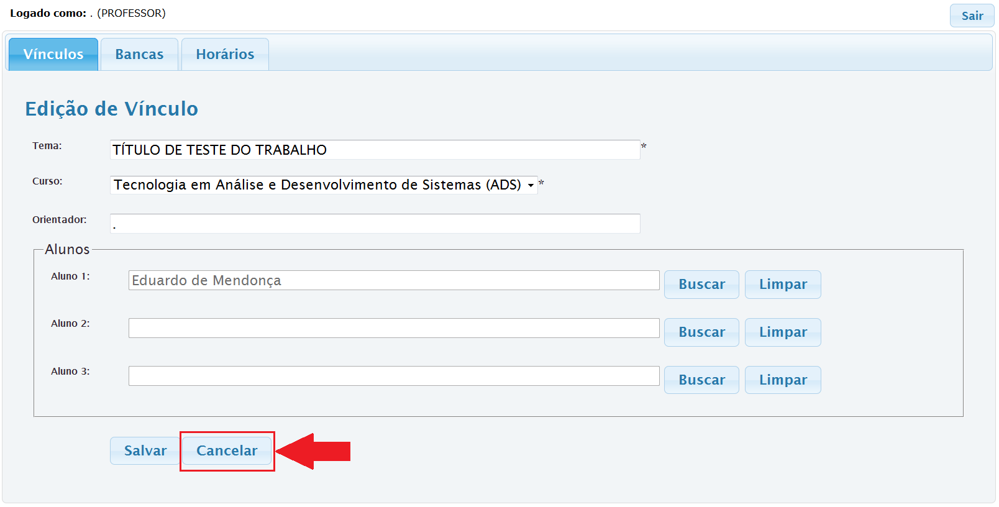 Logado como: . (PROFESSOR)
Sair
Vínculos Bancas Horários
Edição de Vínculo
Tema: TÍTULO DE TESTE DO TRABALHO *
Curso: Tecnologia em Análise e Desenvolvimento de Sistemas (ADS) *
Orientador: .
Alunos
Aluno 1: Eduardo de Mendonça Buscar Limpar
Aluno 2: Buscar Limpar
Aluno 3: Buscar Limpar
Salvar Cancelar